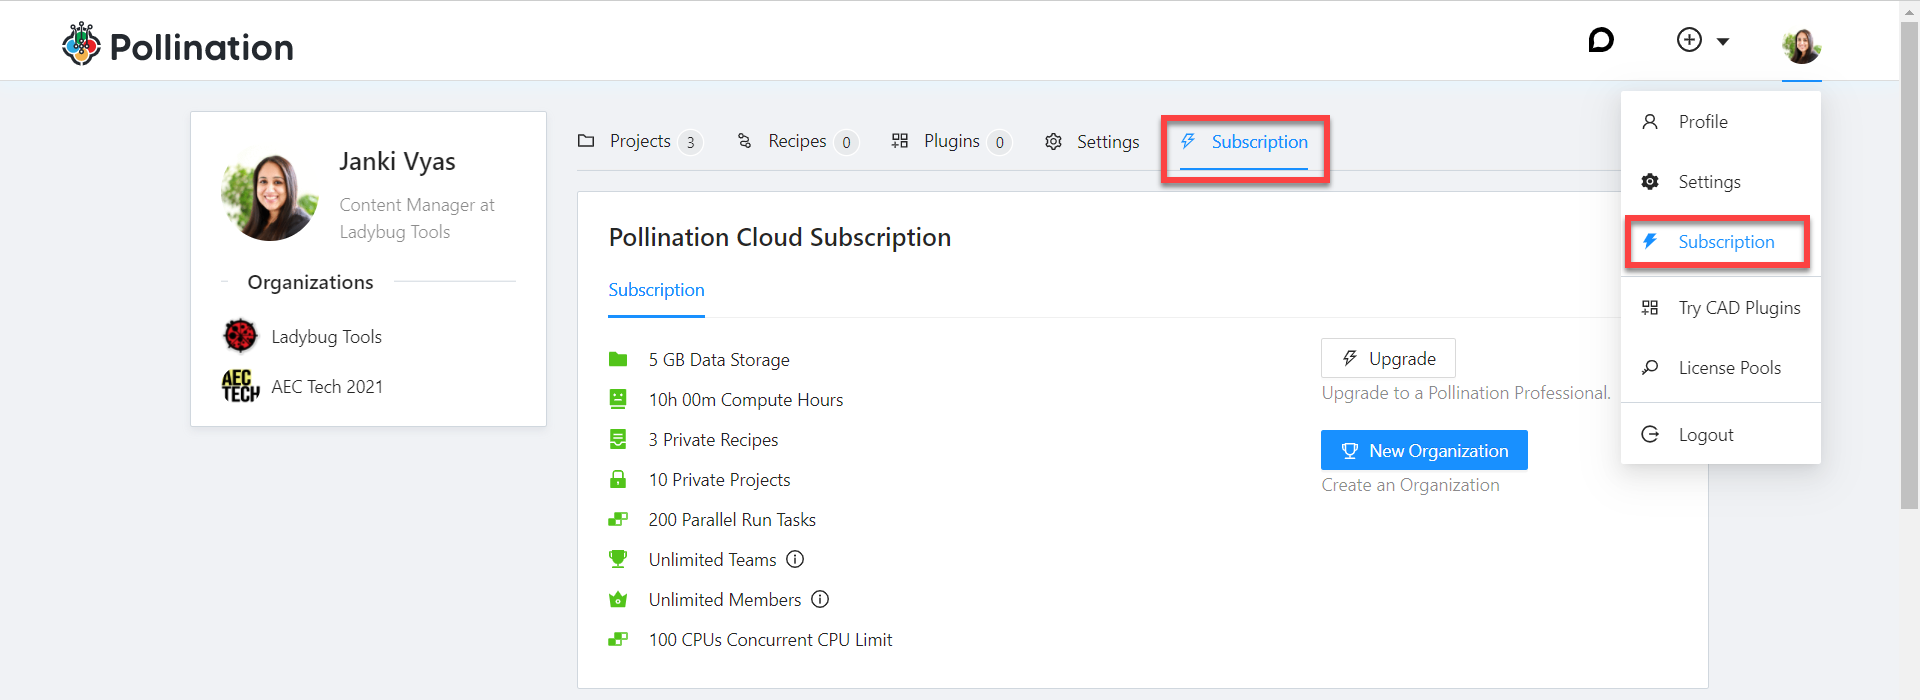 Pollination
Janki Vyas
Content Manager at
Ladybug Tools
Organizations
Ladybug Tools
AEC TECH
AEC Tech 2021
Projects 3
Recipes 0
Plugins 0
Settings
Subscription
Pollination Cloud Subscription
Subscription
5 GB Data Storage
10h 00m Compute Hours
3 Private Recipes
10 Private Projects
200 Parallel Run Tasks
Unlimited Teams
Unlimited Members
100 CPUs Concurrent CPU Limit
Upgrade
Upgrade to a Pollination Professional.
New Organization
Create an Organization
Profile
Settings
Subscription
Try CAD Plugins
License Pools
Logout